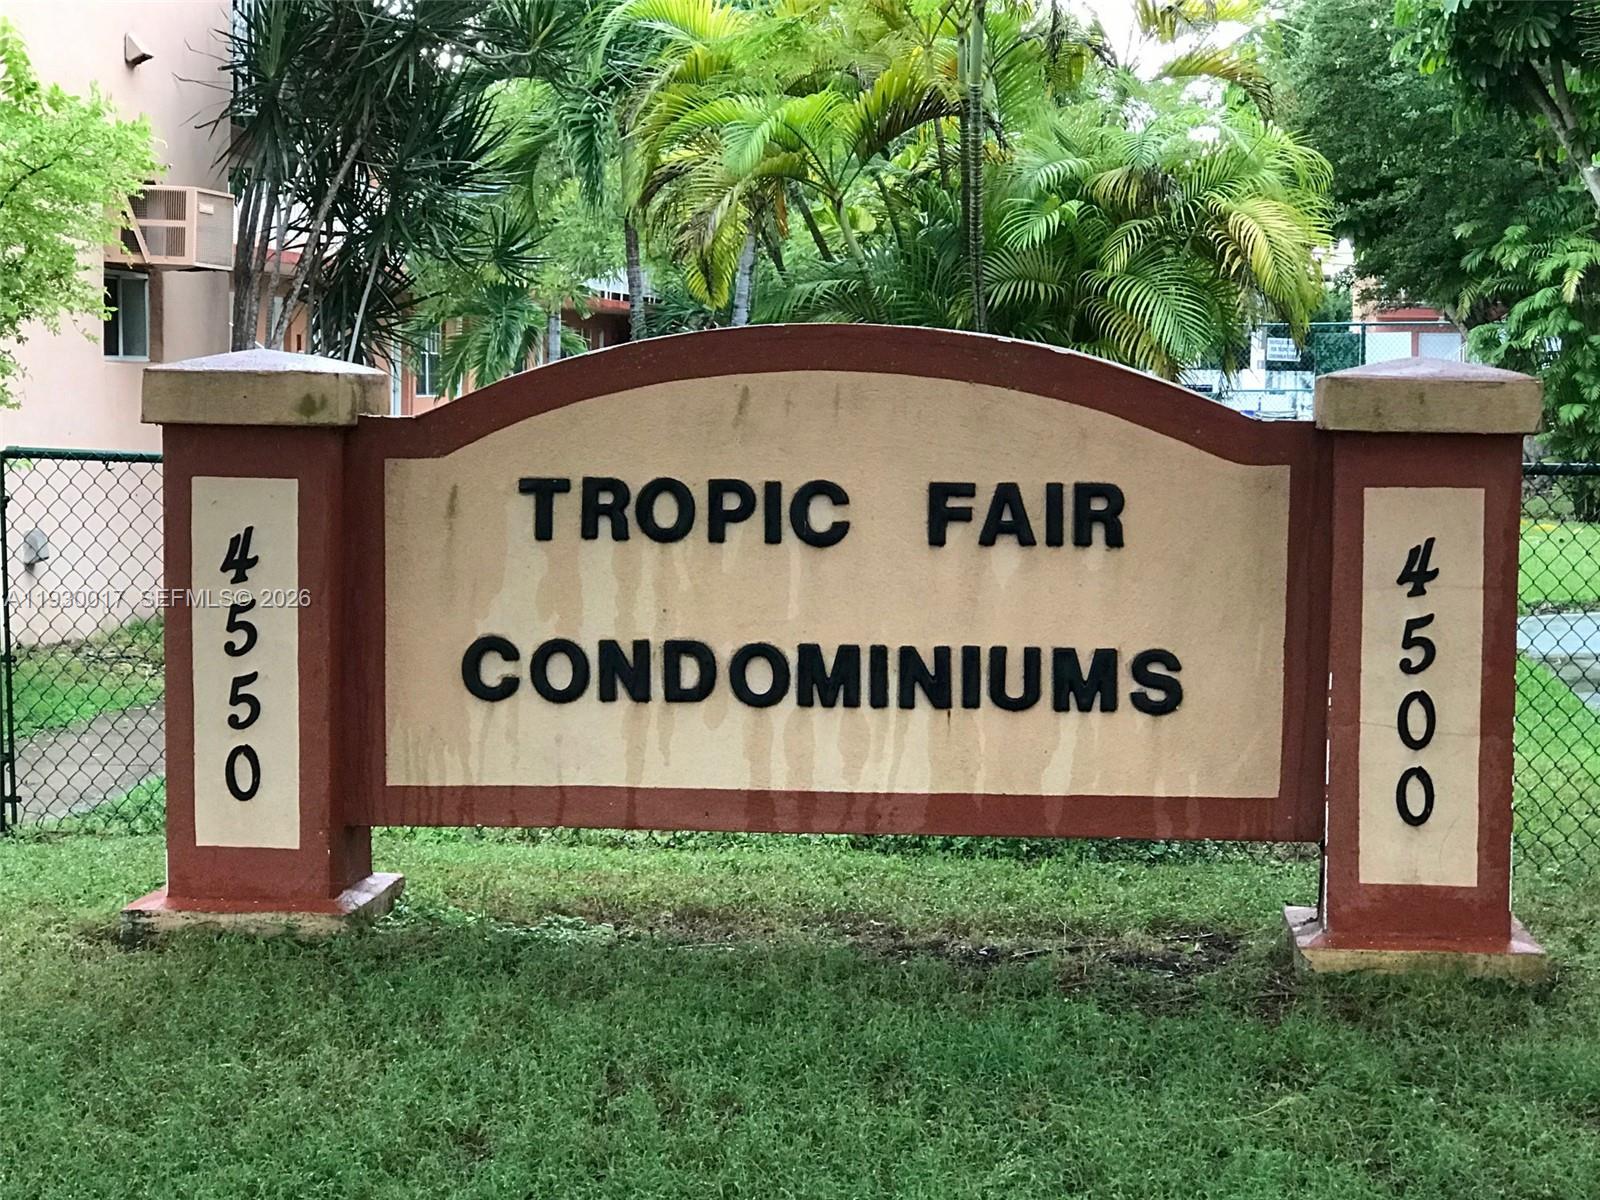 TROPIC FAIR
CONDOMINIUMS
4550
4500
A11930017 SEFMLS© 2026